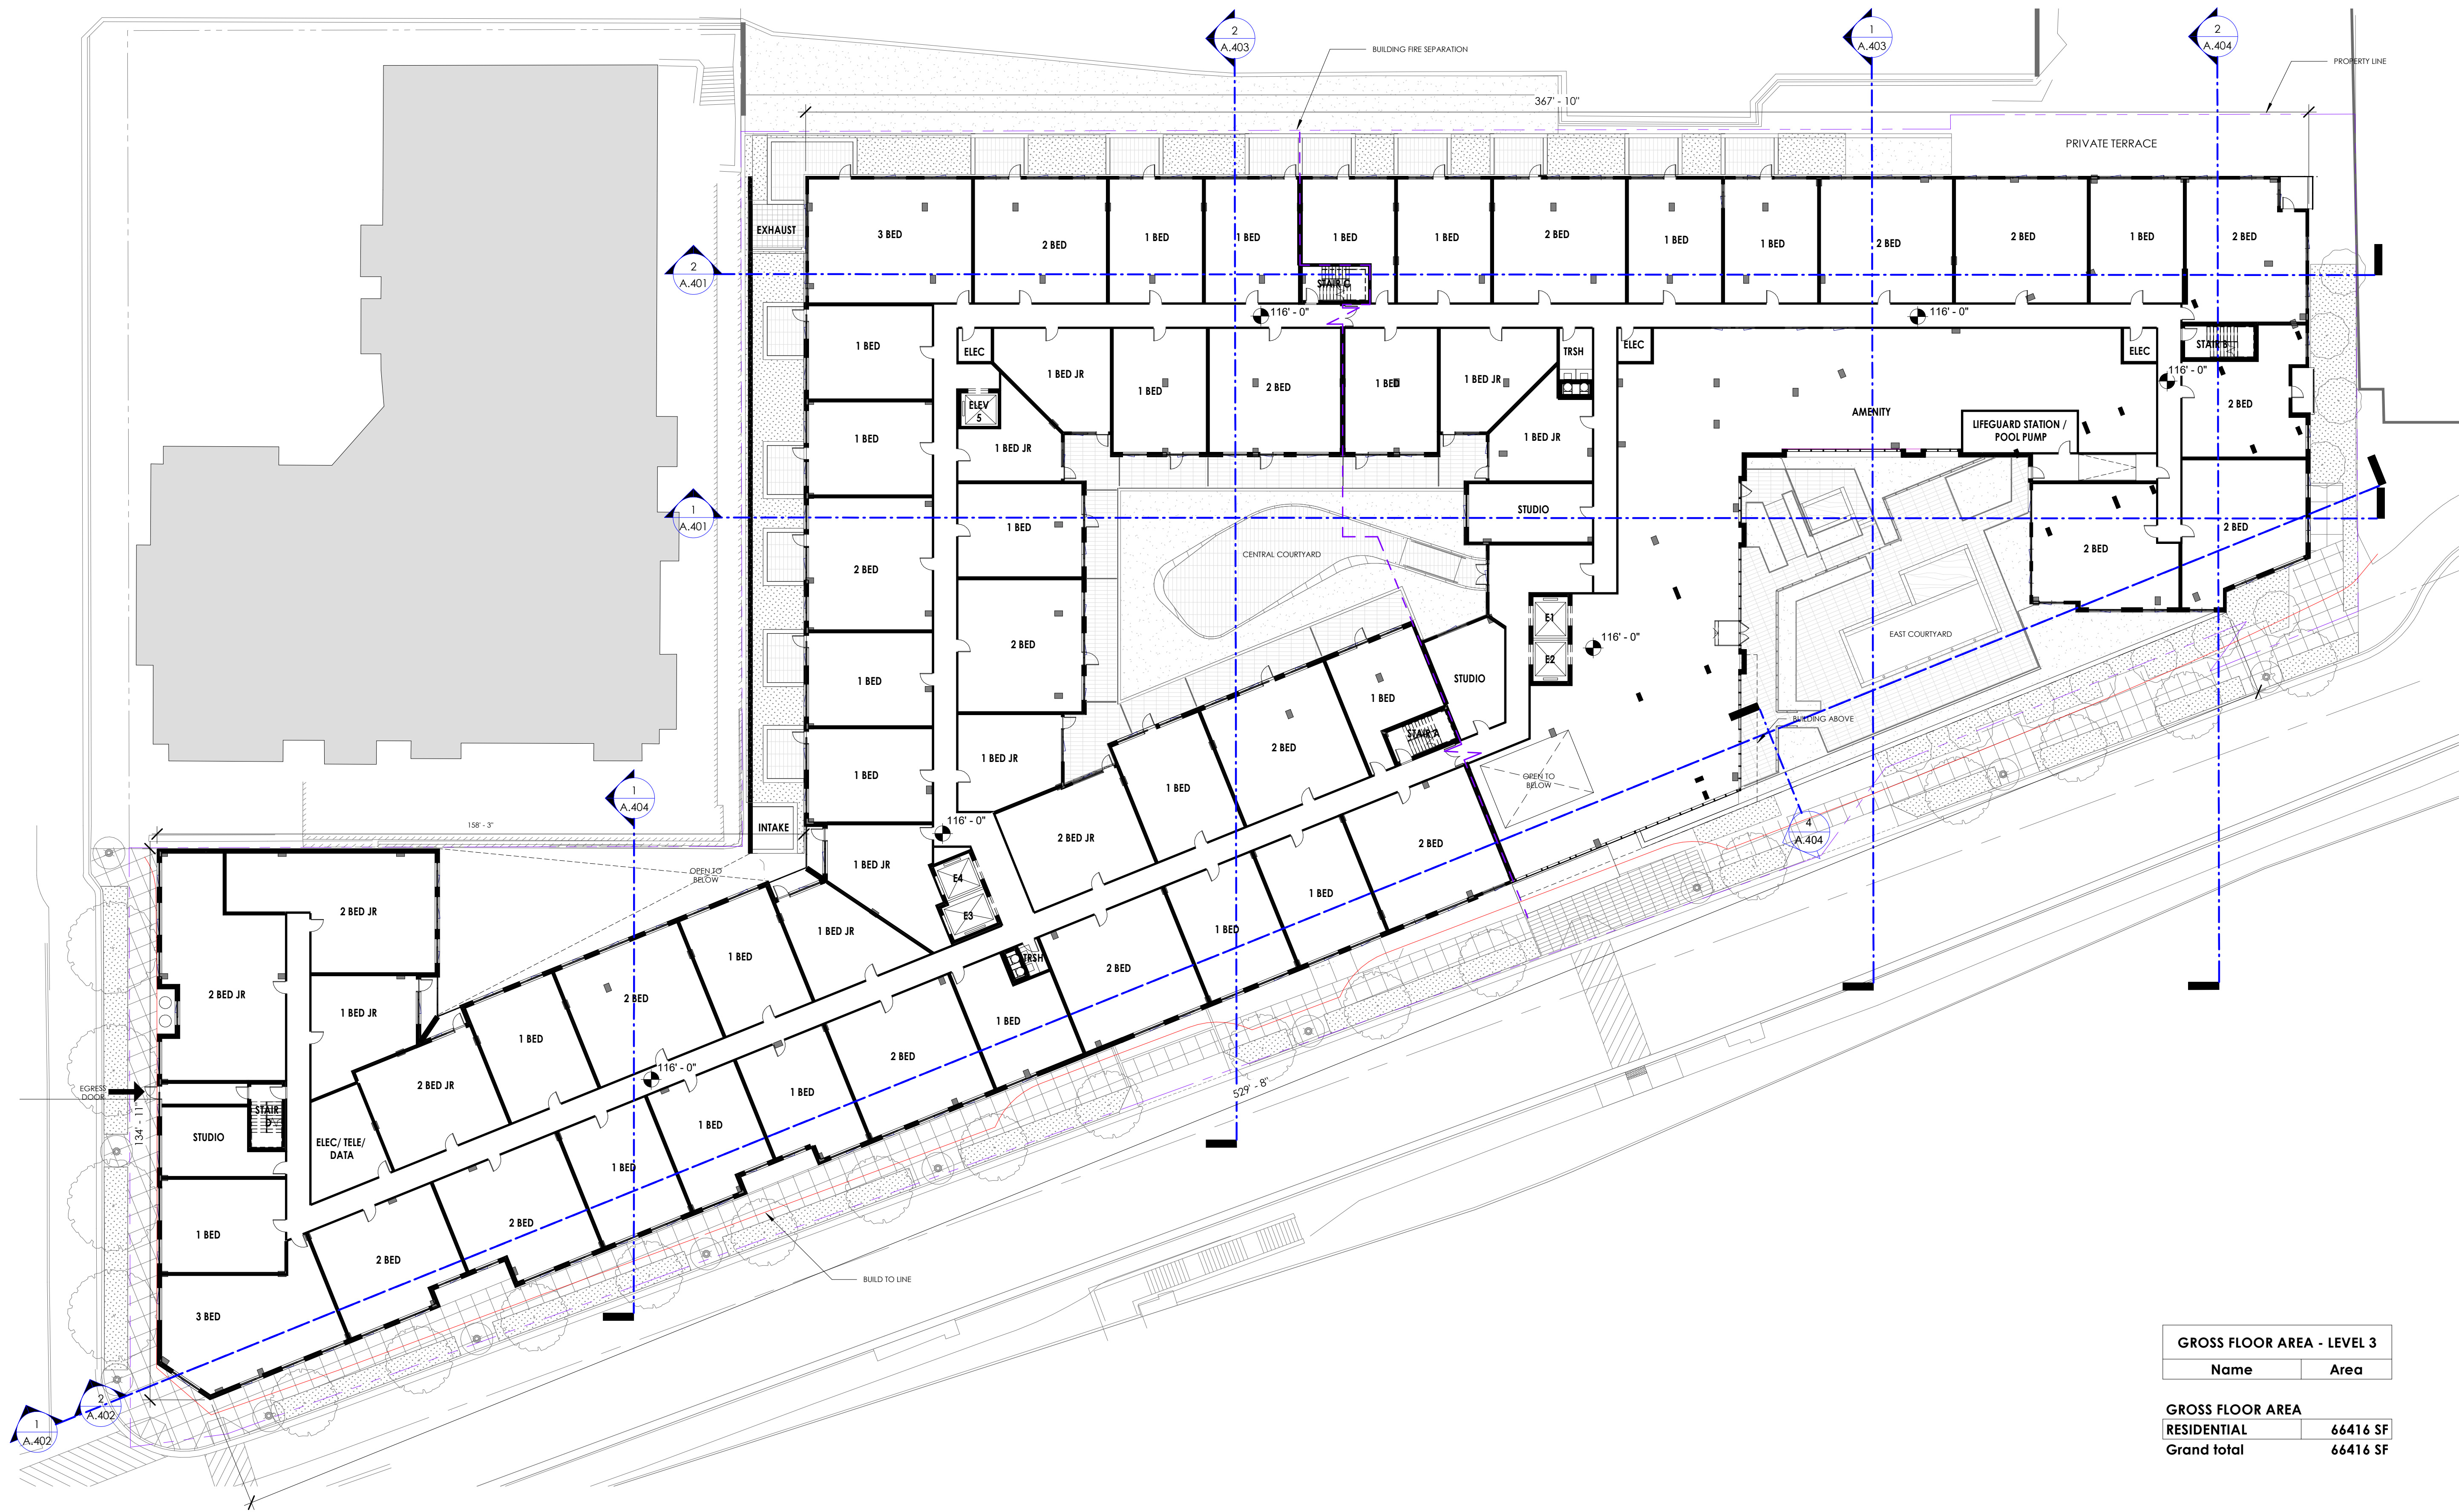 2
A.403
1
A.403
2
A.404
BUILDING FIRE SEPARATION
PROPERTY LINE
367' - 10"
PRIVATE TERRACE
EXHAUST
3 BED
2 BED
1 BED
1 BED
1 BED
1 BED
2 BED
1 BED
1 BED
2 BED
2 BED
1 BED
2 BED
2
A.401
STAIR C
116' - 0"
116' - 0"
1 BED
ELEC
1 BED JR
1 BED
2 BED
1 BED
1 BED JR
TRSH
ELEC
ELEC
STAIR B
116' - 0"
ELEV
5
1 BED
1 BED JR
1 BED JR
AMENITY
LIFEGUARD STATION /
POOL PUMP
2 BED
1
A.401
1 BED
STUDIO
2 BED
2 BED
CENTRAL COURTYARD
2 BED
E1
E2
116' - 0"
EAST COURTYARD
2 BED
1 BED
STUDIO
1 BED
STAIR A
BUILDING ABOVE
2 BED
1 BED JR
1 BED
1 BED
OPEN TO
BELOW
1
A.404
158' - 3"
INTAKE
116' - 0"
2 BED JR
2 BED
4
A.404
OPEN TO
BELOW
1 BED JR
E4
E3
1 BED
2 BED JR
1 BED JR
1 BED
1 BED
TRSH
2 BED
2 BED JR
2 BED
1 BED JR
1 BED
1 BED
2 BED
116' - 0"
2 BED JR
1 BED
529' - 8"
EGRESS
DOOR
134' - 11"
STAIR
D
STUDIO
ELEC/ TELE/
DATA
1 BED
1 BED
1 BED
2 BED
2 BED
BUILD TO LINE
3 BED
2
A.402
1
A.402
GROSS FLOOR AREA - LEVEL 3
Name Area
GROSS FLOOR AREA
RESIDENTIAL 66416 SF
Grand total 66416 SF